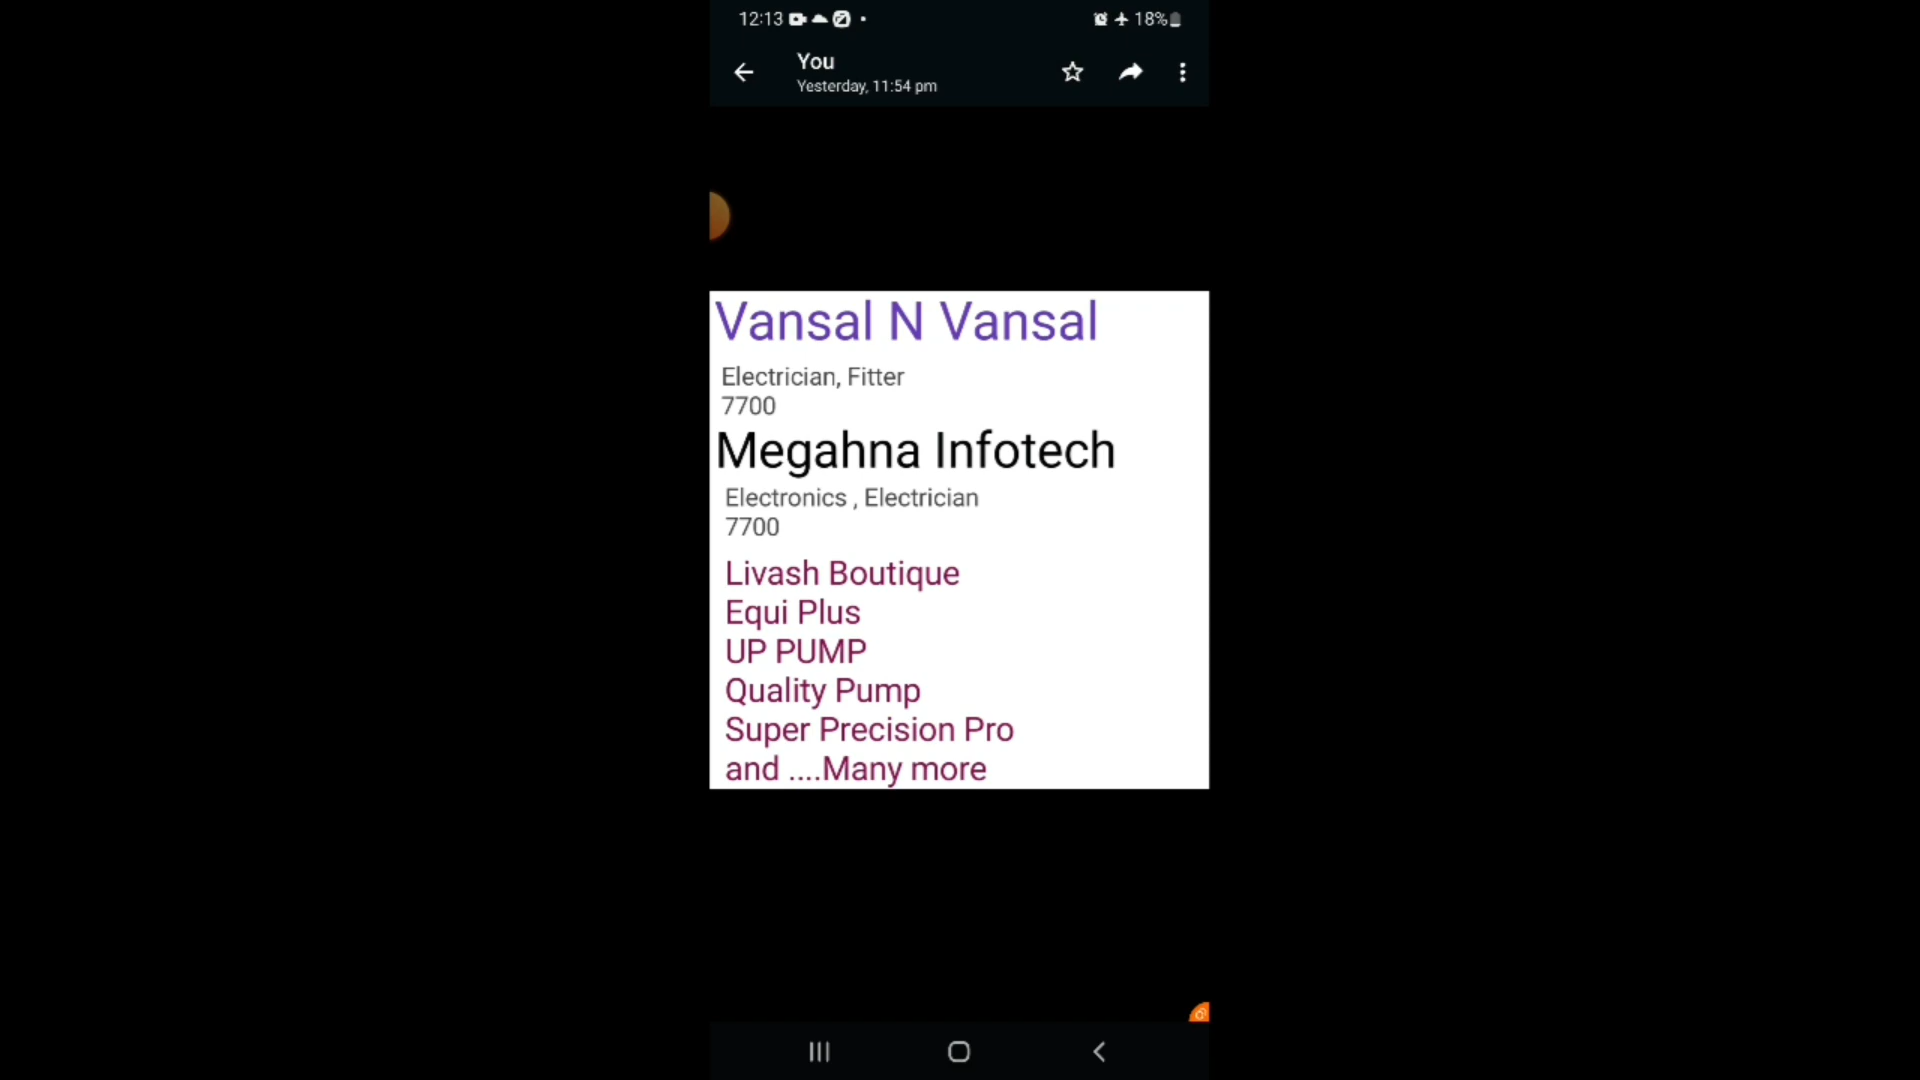 12:13
18%
You
Yesterday, 11:54 pm
Vansal N Vansal
Electrician, Fitter
7700
Megahna Infotech
Electronics , Electrician
7700
Livash Boutique
Equi Plus
UP PUMP
Quality Pump
Super Precision Pro
and ....Many more